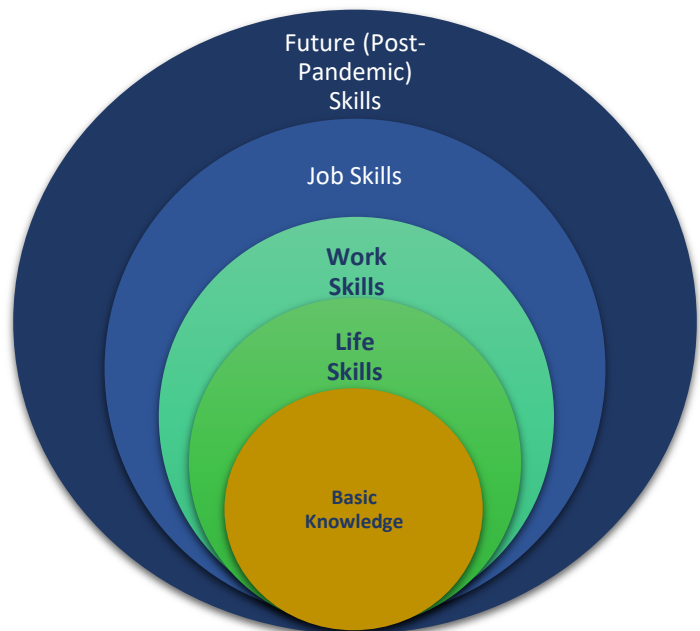 Future (Post-
Pandemic)
Skills
Job Skills
Work
Skills
Life
Skills
Basic
Knowledge